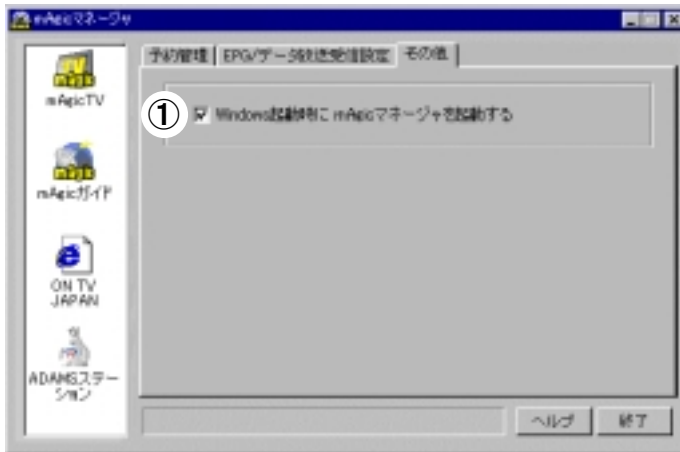 mAgicマネージャ
予約管理 EPG/データ放送受信設定 その他
① Windows起動時に mAgicマネージャを起動する
mAgicTV
mAgicガイド
ON TV
JAPAN
ADAMSステー
ション
ヘルプ 終了